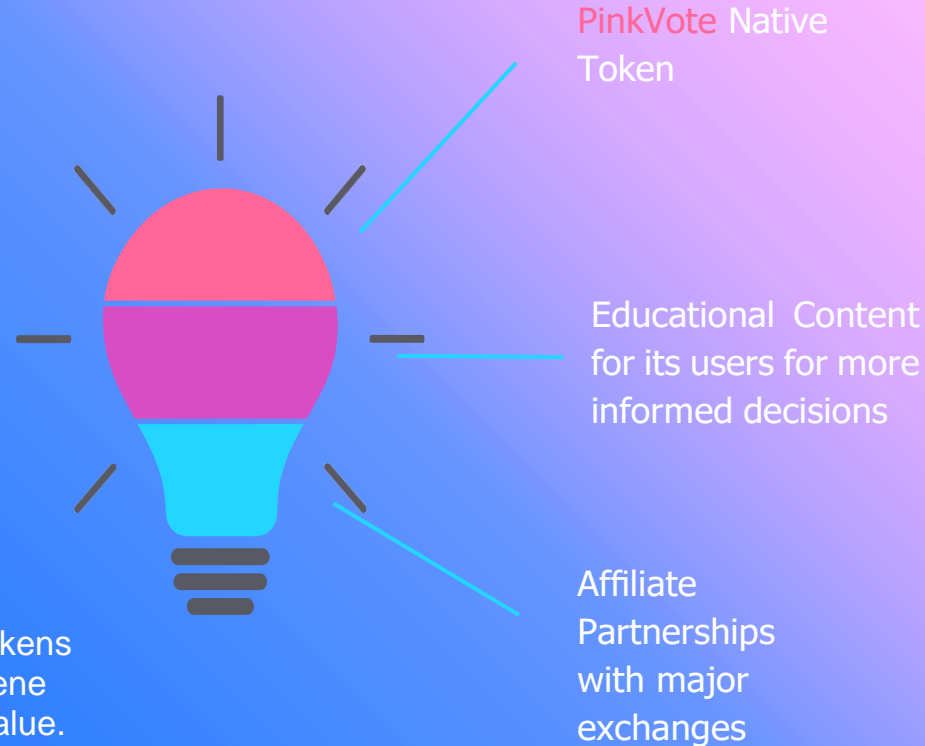 PinkVote Native
Token
Educational Content
for its users for more
informed decisions
Affiliate
Partnerships
with major
exchanges
kens
ene
alue.